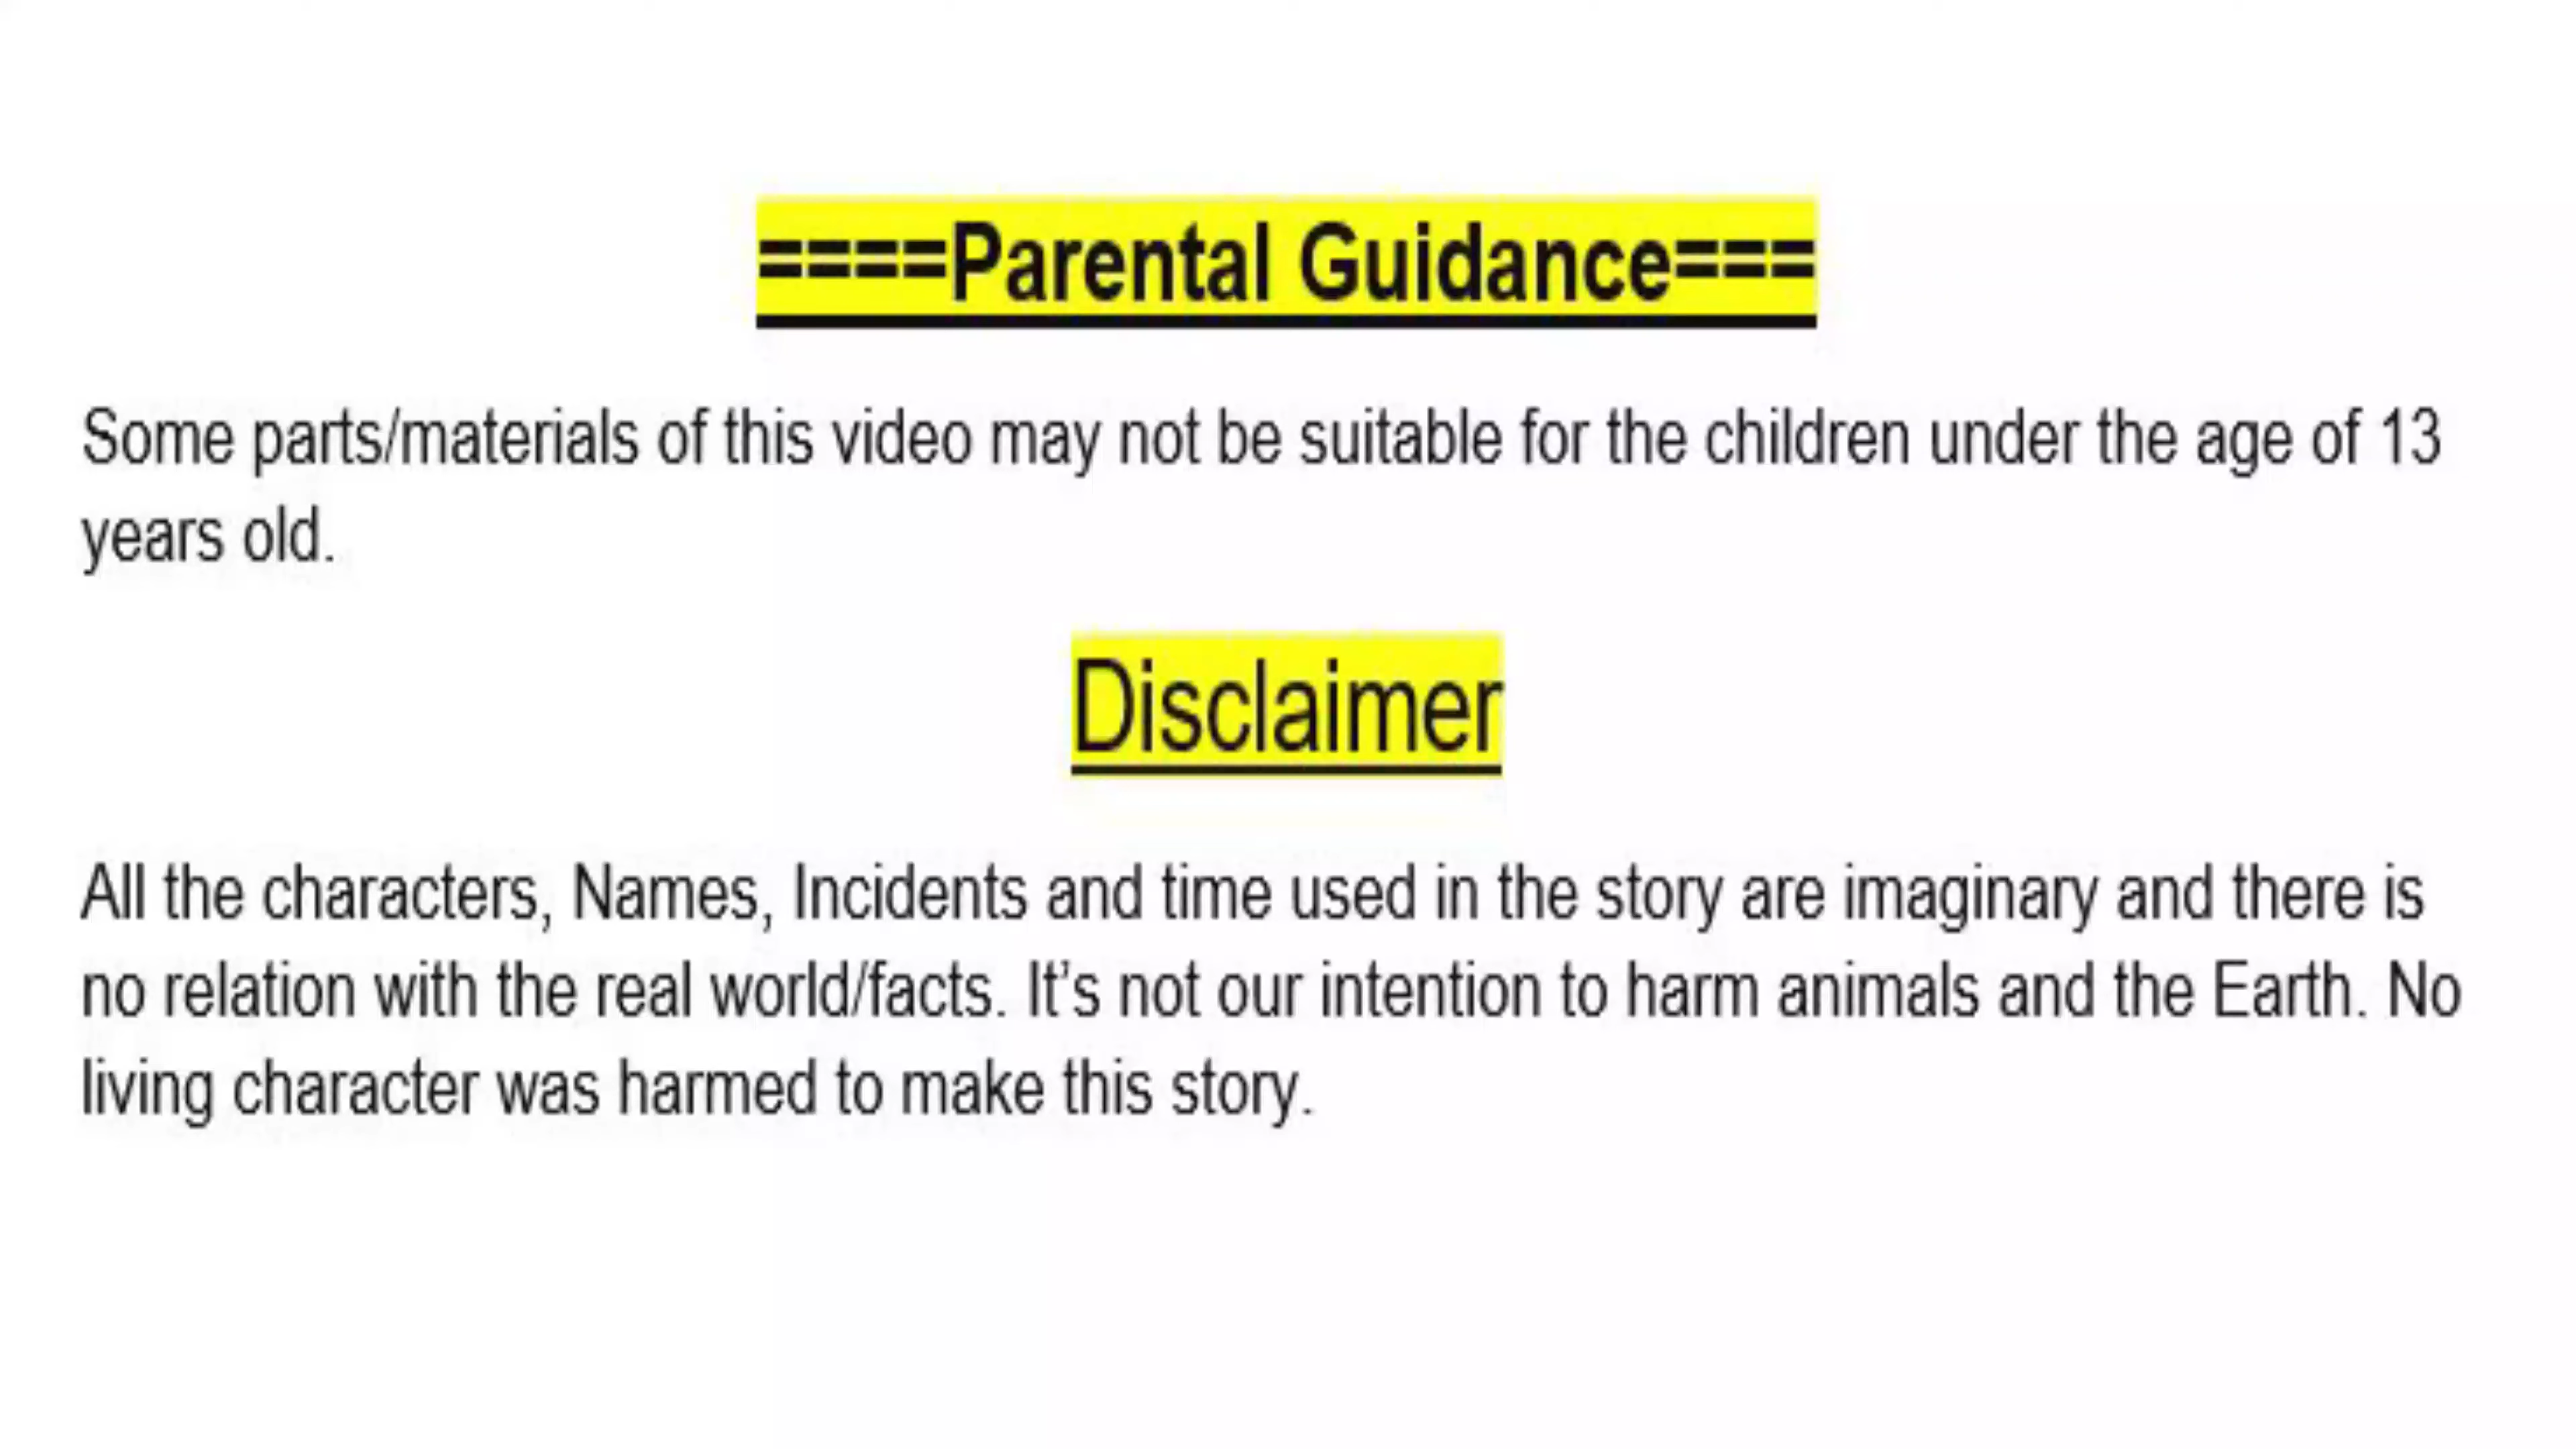 ====Parental Guidance===
Some parts/materials of this video may not be suitable for the children under the age of 13
years old.
Disclaimer
All the characters, Names, Incidents and time used in the story are imaginary and there is
no relation with the real world/facts. It’s not our intention to harm animals and the Earth. No
living character was harmed to make this story.